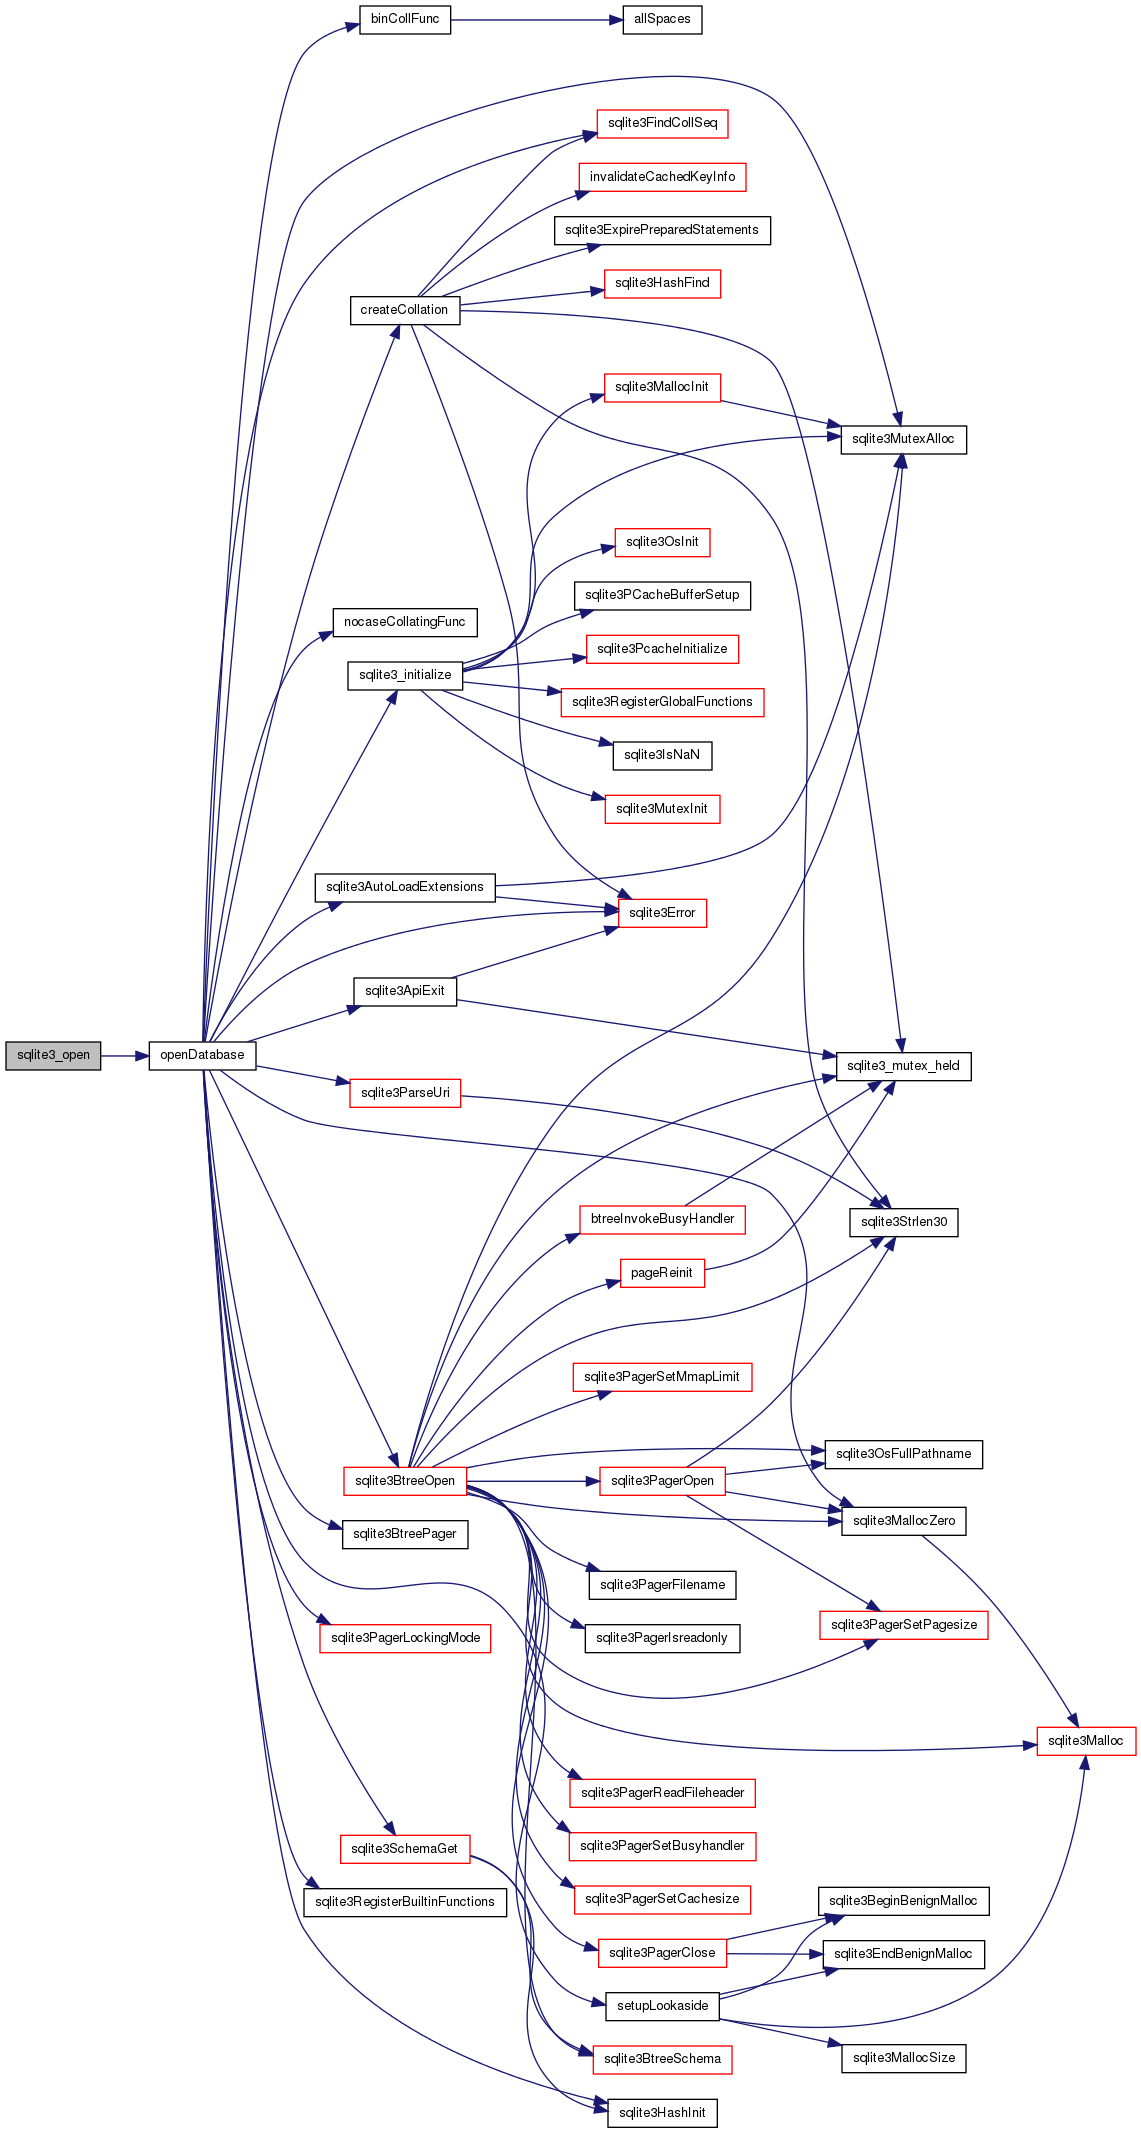 binCollFunc
allSpaces
sqlite3FindCollSeq
invalidateCachedKeyInfo
sqlite3ExpirePreparedStatements
sqlite3HashFind
createCollation
sqlite3MallocInit
sqlite3MutexAlloc
sqlite3OsInit
sqlite3PCacheBufferSetup
nocaseCollatingFunc
sqlite3PcacheInitialize
sqlite3_initialize
sqlite3RegisterGlobalFunctions
sqlite3IsNaN
sqlite3MutexInit
sqlite3AutoLoadExtensions
sqlite3Error
sqlite3ApiExit
sqlite3_open
openDatabase
sqlite3_mutex_held
sqlite3ParseUri
btreeInvokeBusyHandler
sqlite3Strlen30
pageReinit
sqlite3PagerSetMmapLimit
sqlite3OsFullPathname
sqlite3BtreeOpen
sqlite3PagerOpen
sqlite3MallocZero
sqlite3BtreePager
sqlite3PagerFilename
sqlite3PagerSetPagesize
sqlite3PagerLockingMode
sqlite3PagerIsreadonly
sqlite3Malloc
sqlite3PagerReadFileheader
sqlite3PagerSetBusyhandler
sqlite3SchemaGet
sqlite3PagerSetCachesize
sqlite3RegisterBuiltinFunctions
sqlite3BeginBenignMalloc
sqlite3PagerClose
sqlite3EndBenignMalloc
setupLookaside
sqlite3BtreeSchema
sqlite3MallocSize
sqlite3HashInit